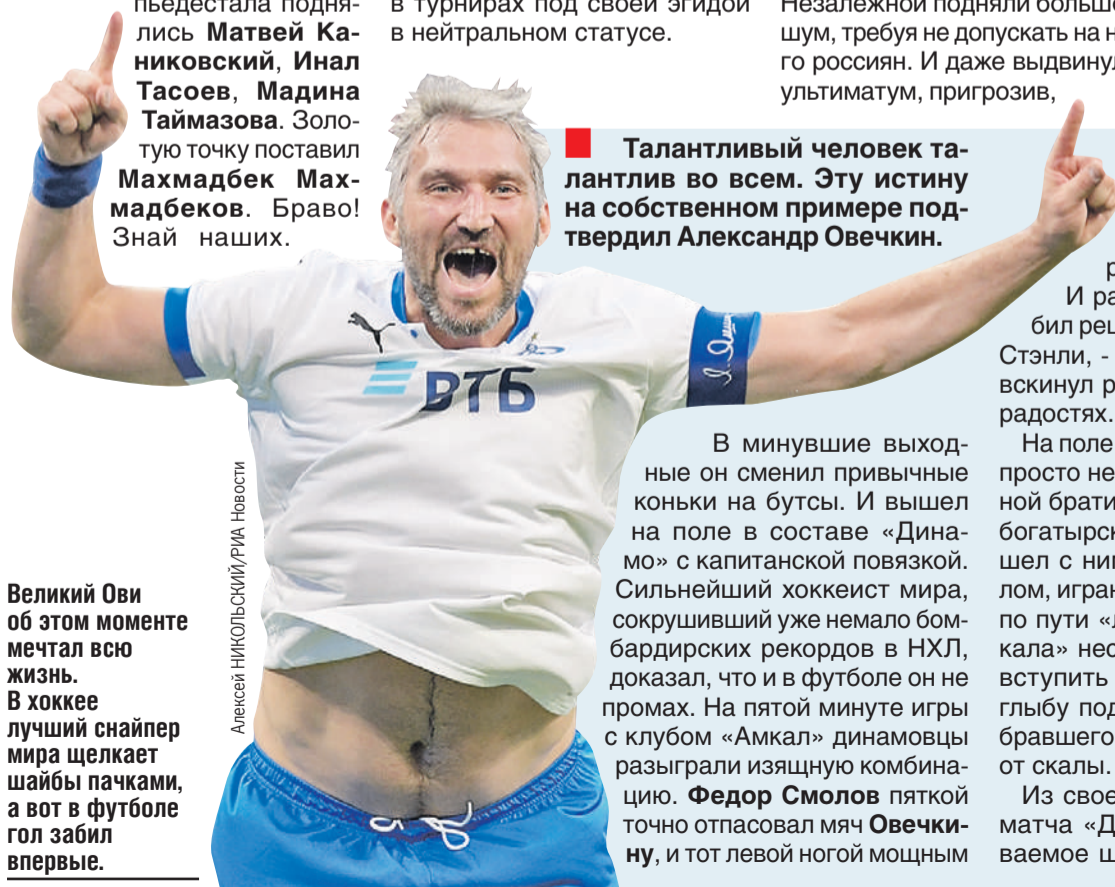 пьедестала подня-
лись Матвей Ка-
никовский, Инал
Тасоев, Мадина
Таймазова. Золо-
тую точку поставил
Махмадбек Мах-
мадбеков. Браво!
Знай наших.
в турнирах под своей эгидой
в нейтральном статусе.
Незалежной подняли больш
шум, требуя не допускать на н
го россиян. И даже выдвину
ультиматум, пригрозив,
Талантливый человек та-
лантлив во всем. Эту истину
на собственном примере под-
твердил Александр Овечкин.
ВТБ
В минувшие выход-
ные он сменил привычные
коньки на бутсы. И вышел
на поле в составе «Дина-
мо» с капитанской повязкой.
Сильнейший хоккеист мира,
сокрушивший уже немало бом-
бардирских рекордов в НХЛ,
доказал, что и в футболе он не
промах. На пятой минуте игры
с клубом «Амкал» динамовцы
разыграли изящную комбина-
цию. Федор Смолов пяткой
точно отпасовал мяч Овечки-
ну, и тот левой ногой мощным
И ра
бил реш
Стэнли, -
вскинул р
радостях.
На поле
просто не
ной брати
богатырск
шел с ни
лом, игран
по пути «Л
кала» нес
вступить
глыбу под
бравшего
от скалы.
Из свое
матча «Д
ваемое ш
Алексей НИКОЛЬСКИЙ/РИА Новости
Великий Ови
об этом моменте
мечтал всю
жизнь.
В хоккее
лучший снайпер
мира щелкает
шайбы пачками,
а вот в футболе
гол забил
впервые.